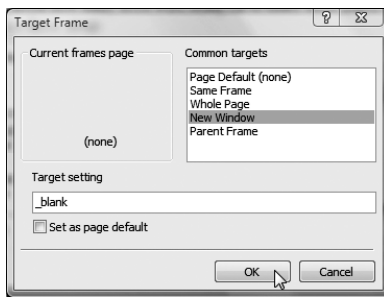 Target Frame
Current frames page
(none)
Common targets
Page Default (none)
Same Frame
Whole Page
New Window
Parent Frame
Target setting
_blank
Set as page default
OK
Cancel